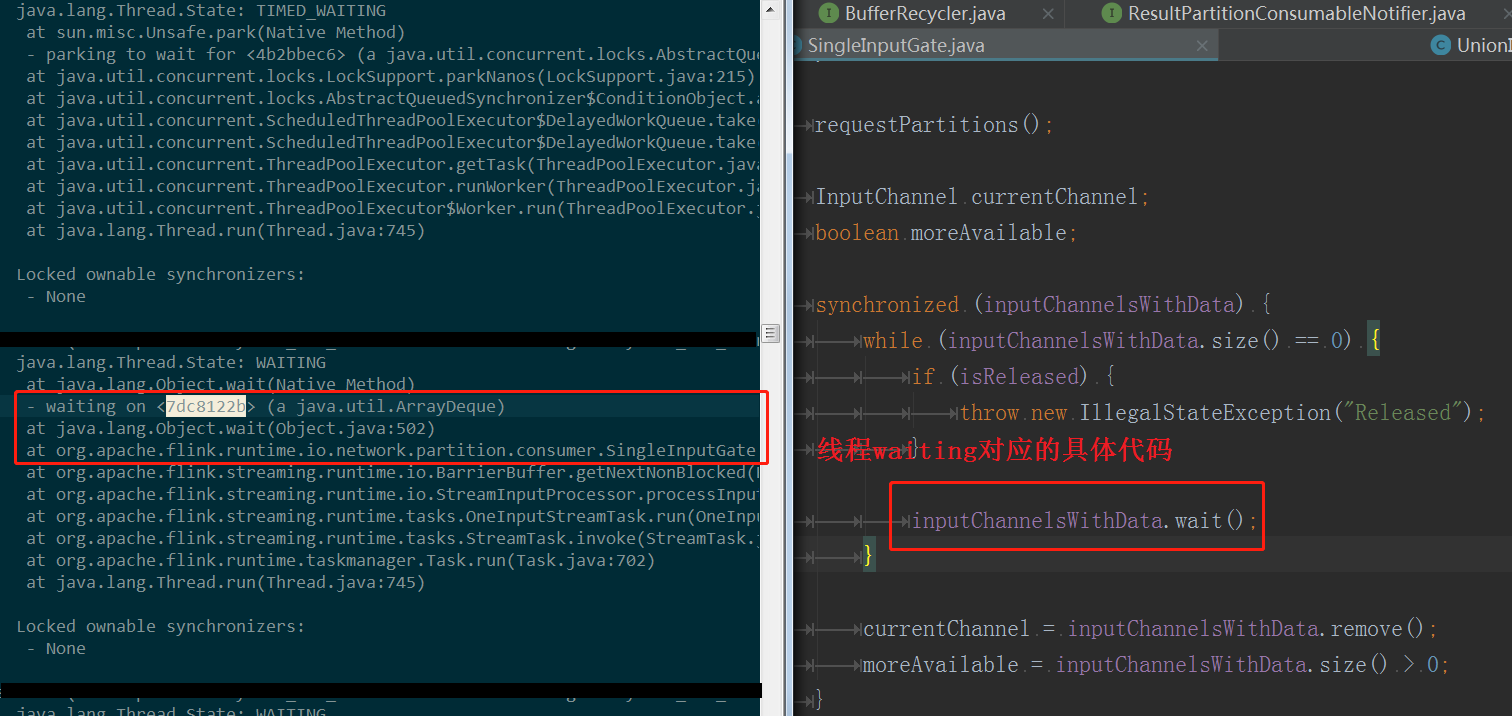 java.lang.Thread.State: TIMED_WAITING
at sun.misc.Unsafe.park(Native Method)
- parking to wait for <4b2bbec6> (a java.util.concurrent.locks.AbstractQue
at java.util.concurrent.locks.LockSupport.parkNanos(LockSupport.java:215)
at java.util.concurrent.locks.AbstractQueuedSynchronizer$ConditionObject.a
at java.util.concurrent.ScheduledThreadPoolExecutor$DelayedWorkQueue.take(
at java.util.concurrent.ScheduledThreadPoolExecutor$DelayedWorkQueue.take(
at java.util.concurrent.ThreadPoolExecutor.getTask(ThreadPoolExecutor.java
at java.util.concurrent.ThreadPoolExecutor.runWorker(ThreadPoolExecutor.ja
at java.util.concurrent.ThreadPoolExecutor$Worker.run(ThreadPoolExecutor.j
at java.lang.Thread.run(Thread.java:745)
Locked ownable synchronizers:
- None
java.lang.Thread.State: WAITING
at java.lang.Object.wait(Native Method)
- waiting on <7dc8122b> (a java.util.ArrayDeque)
at java.lang.Object.wait(Object.java:502)
at org.apache.flink.runtime.io.network.partition.consumer.SingleInputGate
at org.apache.flink.streaming.runtime.io.BarrierBuffer.getNextNonBlocked(
at org.apache.flink.streaming.runtime.io.StreamInputProcessor.processInpu
at org.apache.flink.streaming.runtime.tasks.OneInputStreamTask.run(OneInpu
at org.apache.flink.streaming.runtime.tasks.StreamTask.invoke(StreamTask.j
at org.apache.flink.runtime.taskmanager.Task.run(Task.java:702)
at java.lang.Thread.run(Thread.java:745)
Locked ownable synchronizers:
- None
java.lang.Thread.State: WAITING
BufferRecycler.java
ResultPartitionConsumableNotifier.java
SingleInputGate.java
UnionI
requestPartitions();
InputChannel currentChannel;
boolean moreAvailable;
synchronized (inputChannelsWithData) {
while (inputChannelsWithData.size() == 0) {
if (isReleased) {
throw new IllegalStateException("Released");
}
线程waiting对应的具体代码
inputChannelsWithData.wait();
}
currentChannel = inputChannelsWithData.remove();
moreAvailable = inputChannelsWithData.size() > 0;
}